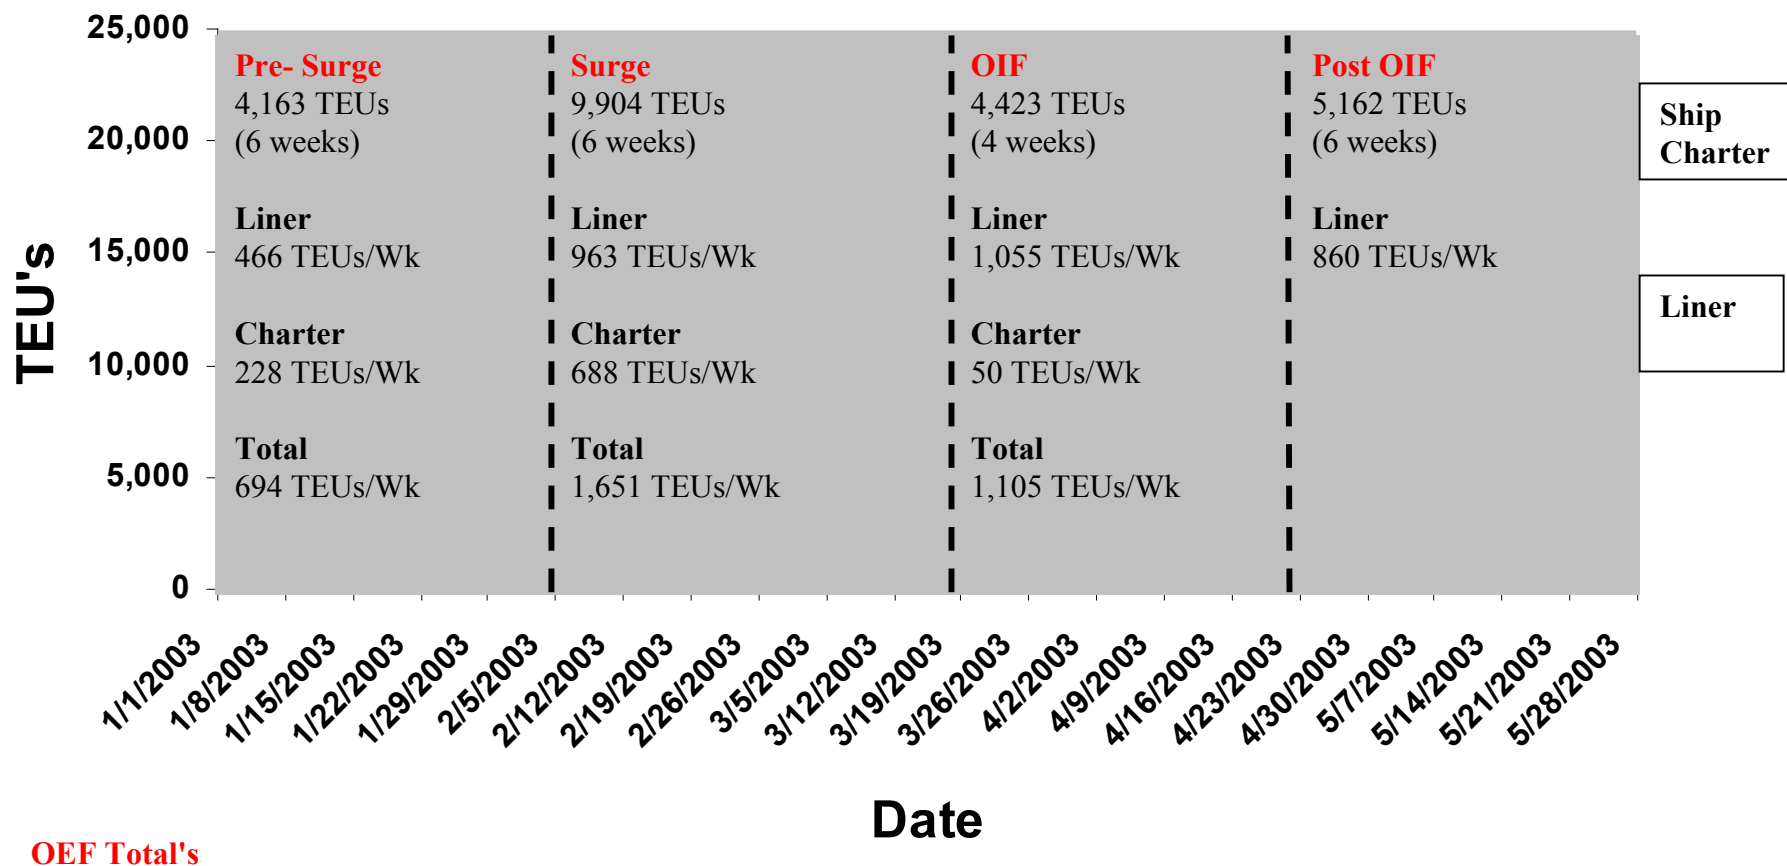 25,000
20,000
15,000
10,000
5,000
0
TEU's
Pre- Surge
4,163 TEUs
(6 weeks)
Liner
466 TEUs/Wk
Charter
228 TEUs/Wk
Total
694 TEUs/Wk
Surge
9,904 TEUs
(6 weeks)
Liner
963 TEUs/Wk
Charter
688 TEUs/Wk
Total
1,651 TEUs/Wk
OIF
4,423 TEUs
(4 weeks)
Liner
1,055 TEUs/Wk
Charter
50 TEUs/Wk
Total
1,105 TEUs/Wk
Post OIF
5,162 TEUs
(6 weeks)
Liner
860 TEUs/Wk
Ship
Charter
Liner
1/1/2003
1/8/2003
1/15/2003
1/22/2003
1/29/2003
2/5/2003
2/12/2003
2/19/2003
2/26/2003
3/5/2003
3/12/2003
3/19/2003
3/26/2003
4/2/2003
4/9/2003
4/16/2003
4/23/2003
4/30/2003
5/7/2003
5/14/2003
5/21/2003
5/28/2003
Date
OEF Total's